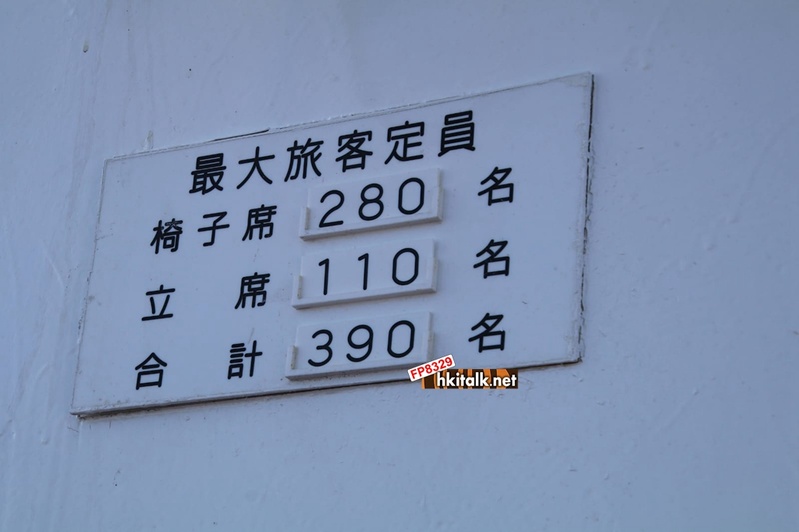 最大旅客定員
椅子席 280 名
立席 110 名
合計 390 名
FP8329
hkitalk.net